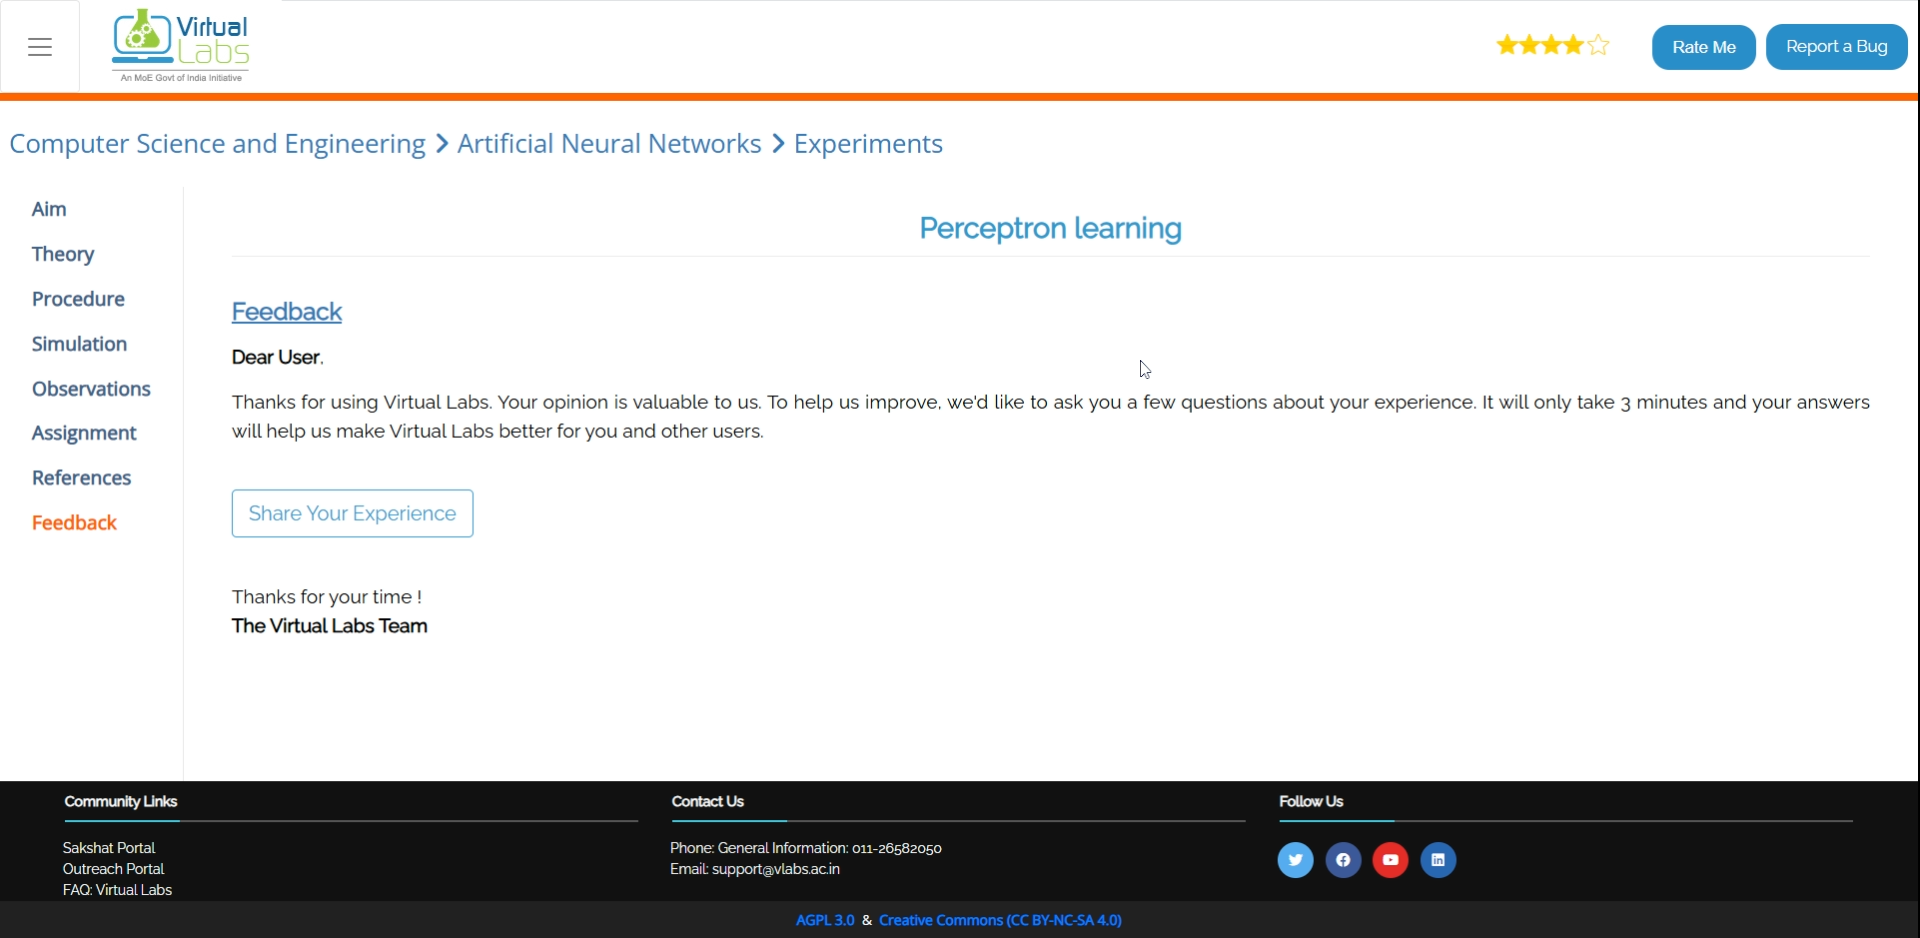 Virtual
Labs
An MoE Govt of India Initiative
Rate Me
Report a Bug
Computer Science and Engineering > Artificial Neural Networks > Experiments
Aim
Theory
Procedure
Simulation
Observations
Assignment
References
Feedback
Perceptron learning
Feedback
Dear User,
Thanks for using Virtual Labs. Your opinion is valuable to us. To help us improve, we'd like to ask you a few questions about your experience. It will only take 3 minutes and your answers
will help us make Virtual Labs better for you and other users.
Share Your Experience
Thanks for your time !
The Virtual Labs Team
Community Links
Sakshat Portal
Outreach Portal
FAQ: Virtual Labs
Contact Us
Phone: General Information: 011-26582050
Email: support@vlabs.ac.in
Follow Us
AGPL 3.0 & Creative Commons (CC BY-NC-SA 4.0)